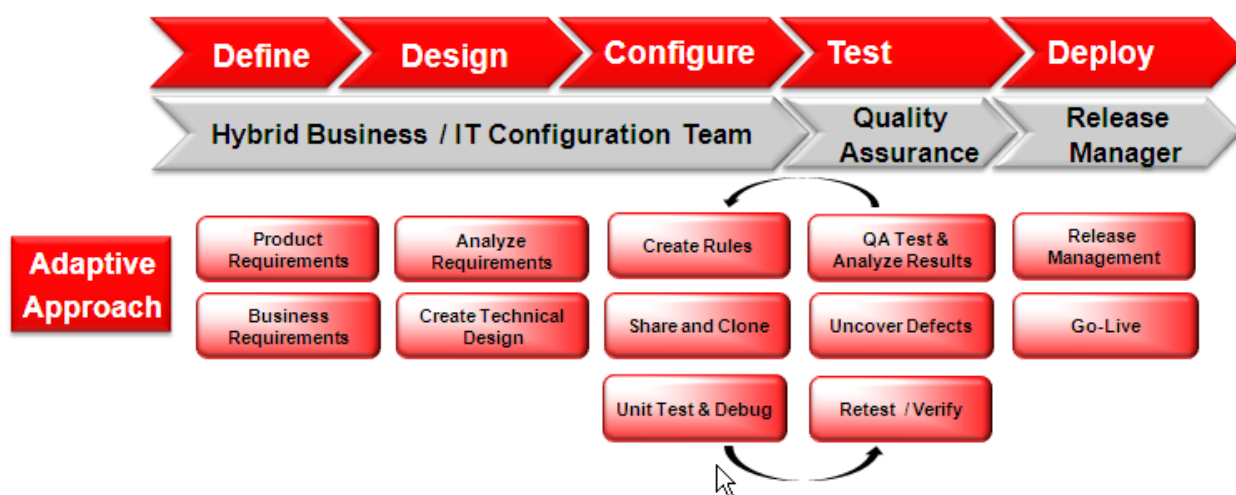 Define
Design
Configure
Test
Deploy
Hybrid Business / IT Configuration Team
Quality
Assurance
Release
Manager
Adaptive
Approach
Product
Requirements
Analyze
Requirements
Create Rules
QA Test &
Analyze Results
Release
Management
Business
Requirements
Create Technical
Design
Share and Clone
Uncover Defects
Go-Live
Unit Test & Debug
Retest / Verify